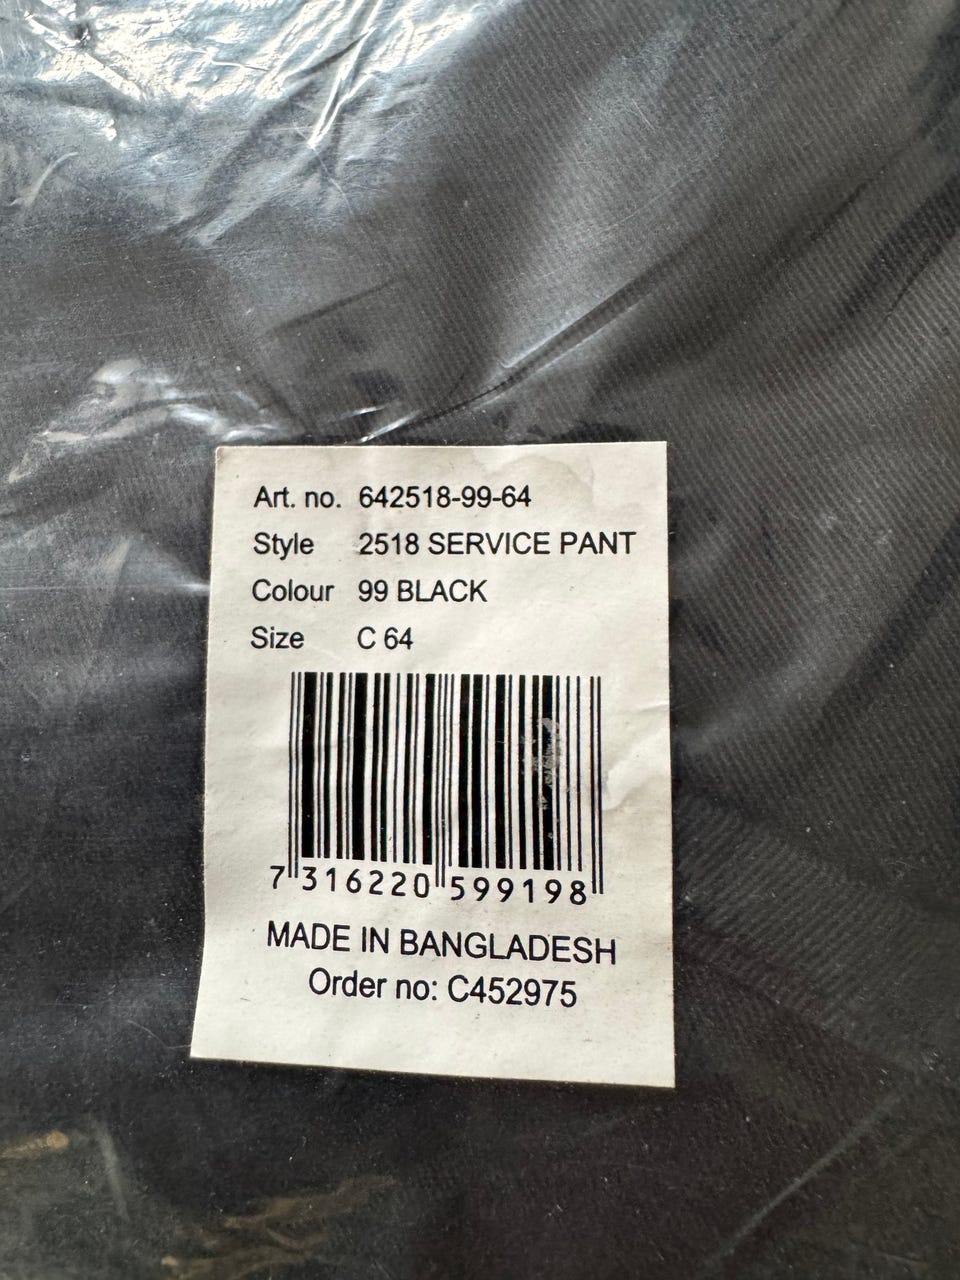 Art. no. 642518-99-64
Style 2518 SERVICE PANT
Colour 99 BLACK
Size C 64
7 316220 599198
MADE IN BANGLADESH
Order no: C452975